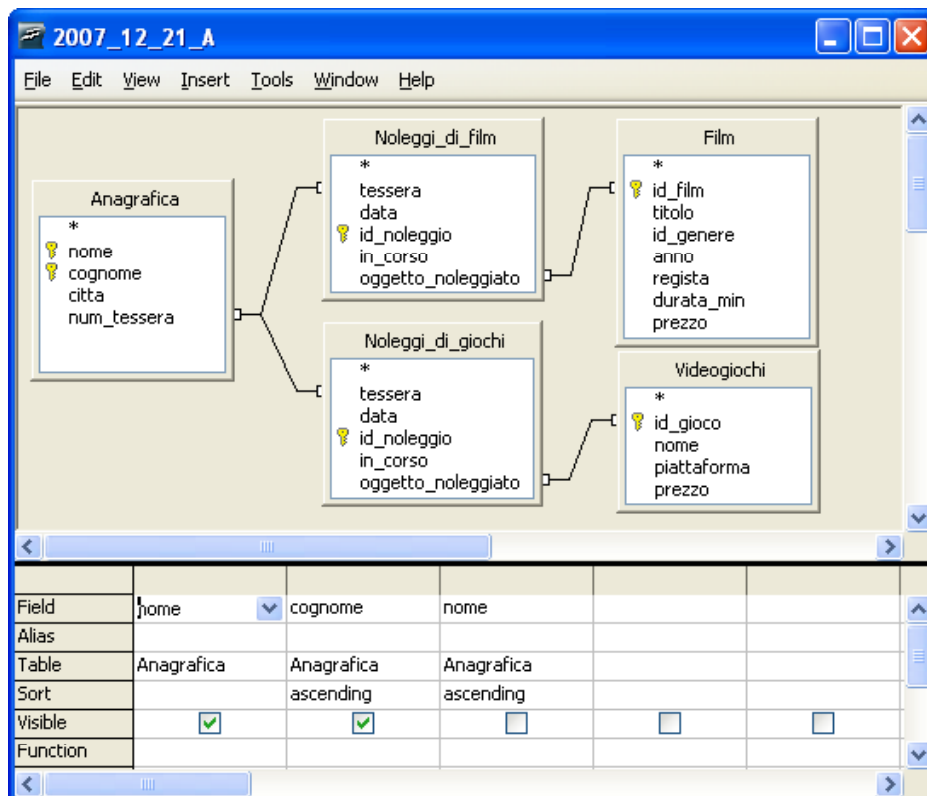 2007_12_21_A
File Edit View Insert Tools Window Help
Anagrafica
*
nome
cognome
citta
num_tessera
Noleggi_di_film
*
tessera
data
id_noleggio
in_corso
oggetto_noleggiato
Film
*
id_film
titolo
id_genere
anno
regista
durata_min
prezzo
Noleggi_di_giochi
*
tessera
data
id_noleggio
in_corso
oggetto_noleggiato
Videogiochi
*
id_gioco
nome
piattaforma
prezzo
Field nome cognome nome
Alias
Table Anagrafica Anagrafica Anagrafica
Sort ascending ascending
Visible
Function